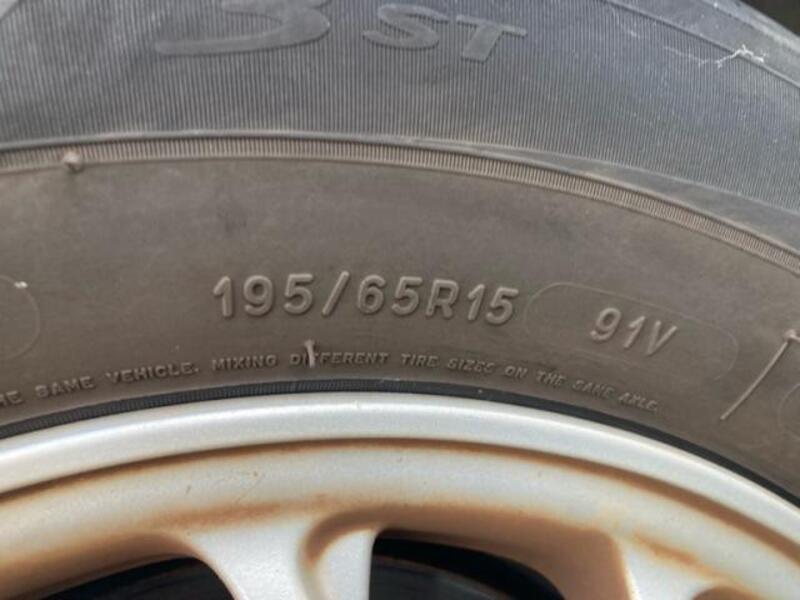 3 ST
195/65R15 91V
THE SAME VEHICLE. MIXING DIFFERENT TIRE SIZES ON THE SAME AXLE.